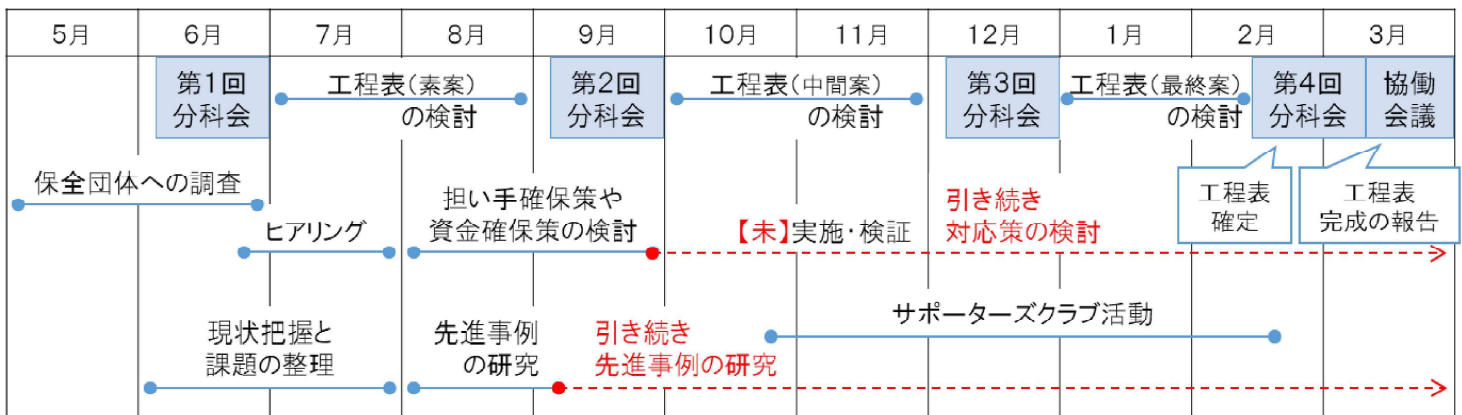 5月 6月 7月 8月 9月 10月 11月 12月 1月 2月 3月
第1回
分科会
工程表(素案)
の検討
第2回
分科会
工程表(中間案)
の検討
第3回
分科会
工程表(最終案)
の検討
第4回
分科会
協働
会議
保全団体への調査
ヒアリング
担い手確保策や
資金確保策の検討
【未】実施・検証
引き続き
対応策の検討
工程表
確定
工程表
完成の報告
現状把握と
課題の整理
先進事例
の研究
引き続き
先進事例の研究
サポーターズクラブ活動